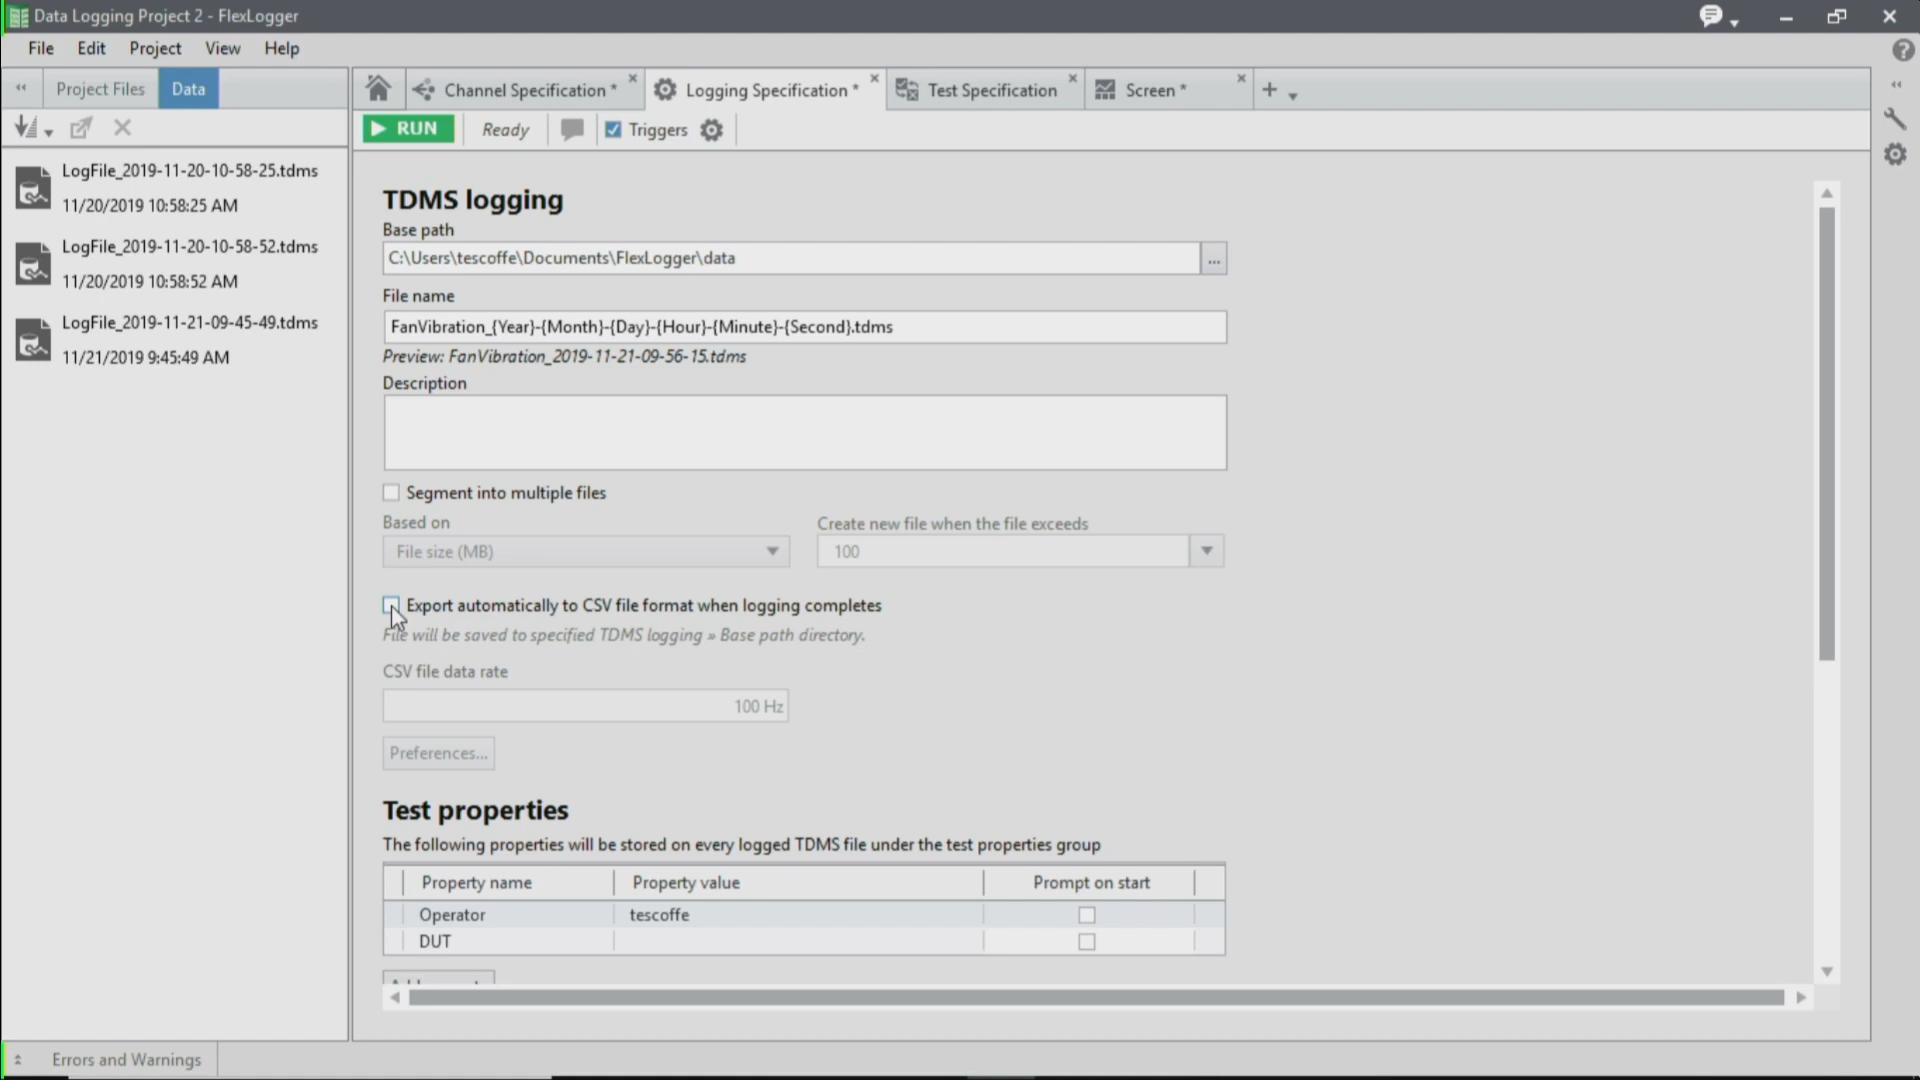 Data Logging Project 2 - FlexLogger
File Edit Project View Help
Project Files Data
Channel Specification * Logging Specification * Test Specification Screen *
RUN Ready Triggers
LogFile_2019-11-20-10-58-25.tdms
11/20/2019 10:58:25 AM
LogFile_2019-11-20-10-58-52.tdms
11/20/2019 10:58:52 AM
LogFile_2019-11-21-09-45-49.tdms
11/21/2019 9:45:49 AM
TDMS logging
Base path
C:\Users\tescoffe\Documents\FlexLogger\data
...
File name
FanVibration_{Year}-{Month}-{Day}-{Hour}-{Minute}-{Second}.tdms
Preview: FanVibration_2019-11-21-09-56-15.tdms
Description
Segment into multiple files
Based on Create new file when the file exceeds
File size (MB) 100
Export automatically to CSV file format when logging completes
File will be saved to specified TDMS logging » Base path directory.
CSV file data rate
100 Hz
Preferences...
Test properties
The following properties will be stored on every logged TDMS file under the test properties group
Property name Property value Prompt on start
Operator tescoffe
DUT
Errors and Warnings